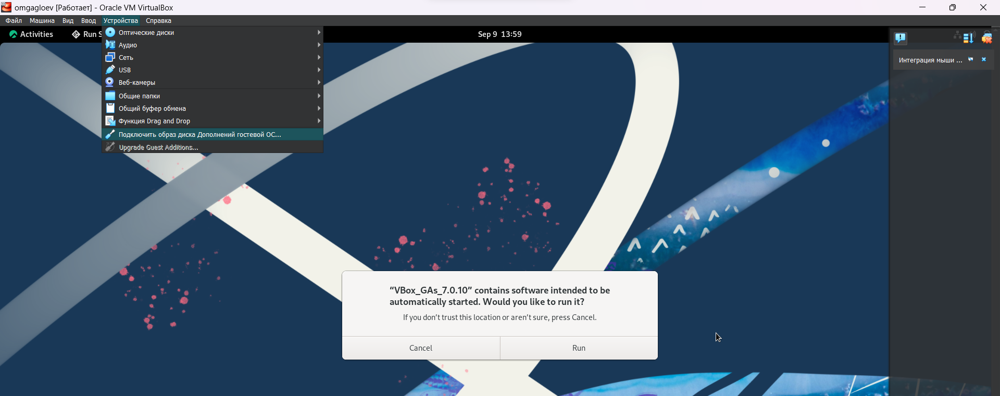 omgagloev [Работает] - Oracle VM VirtualBox
Файл Машина Вид Ввод Устройства Справка
Activities Run S Sep 9 13:59
Оптические диски
Аудио
Сеть
USB
Веб-камеры
Общие папки
Общий буфер обмена
Функция Drag and Drop
Подключить образ диска Дополнений гостевой ОС...
Upgrade Guest Additions...
Интеграция мыши ...
“VBox_GAs_7.0.10” contains software intended to be
automatically started. Would you like to run it?
If you don’t trust this location or aren’t sure, press Cancel.
Cancel Run